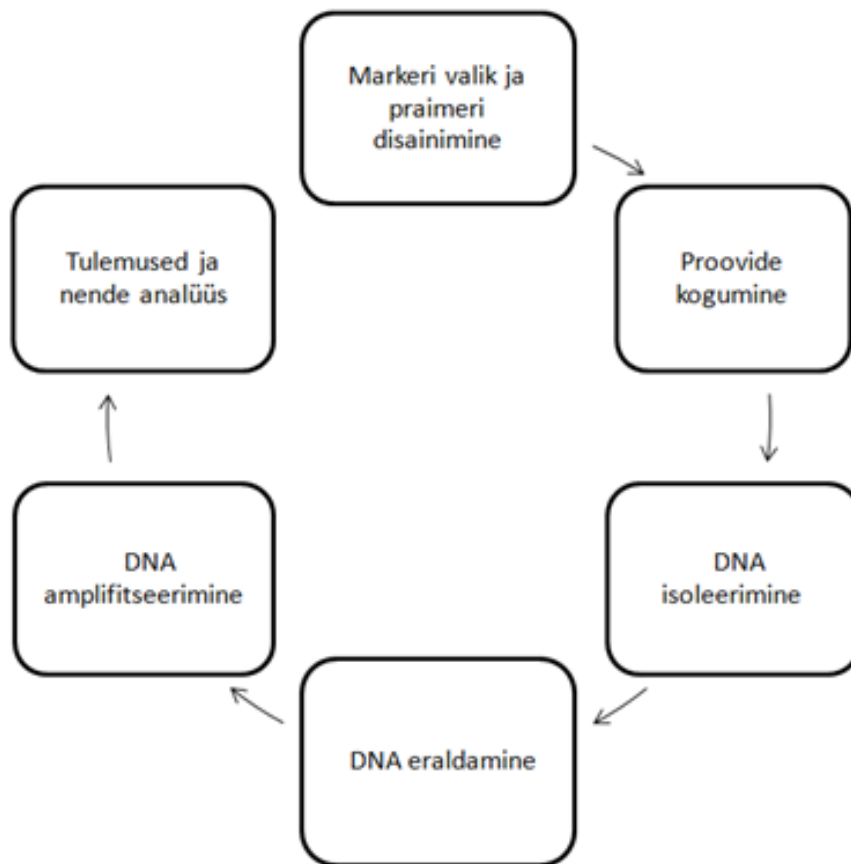 Markeri valik ja
praimeri
disainimine
Proovide
kogumine
DNA
isoleerimine
DNA eraldamine
DNA
amplifitseerimine
Tulemused ja
nende analüüs